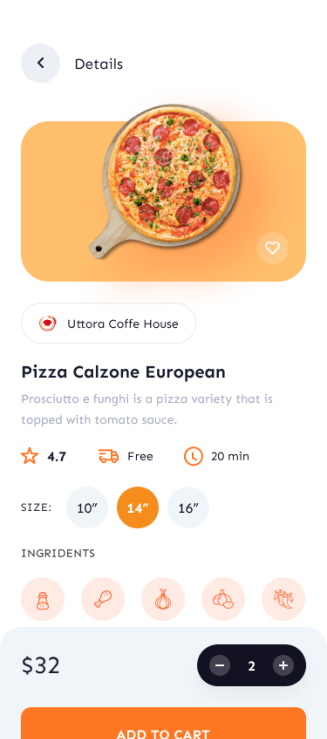 Details
Uttora Coffe House
Pizza Calzone European
Prosciutto e funghi is a pizza variety that is
topped with tomato sauce.
4.7 Free 20 min
SIZE: 10” 14” 16”
INGRIDENTS
$32 2
ADD TO CART